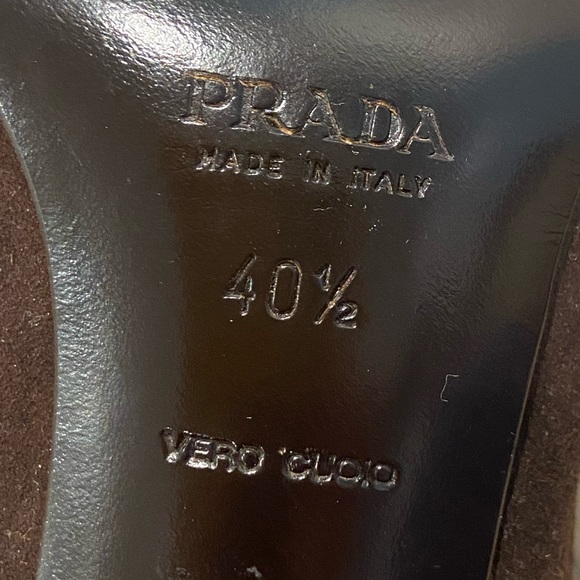 PRADA
MADE IN ITALY
40½
VERO CUOIO